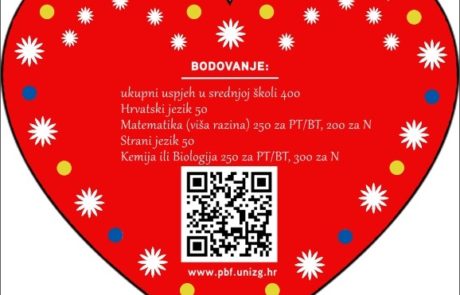 BODOVANJE:
ukupni uspjeh u srednjoj školi 400
Hrvatski jezik 50
Matematika (viša razina) 250 za PT/BT, 200 za N
Strani jezik 50
Kemija ili Biologija 250 za PT/BT, 300 za N
www.pbf.unizg.hr